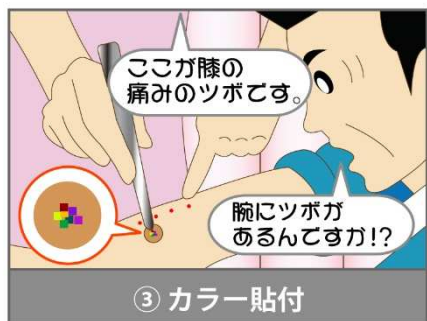 ここが膝の
痛みのツボです。
腕にツボが
あるんですか!?
③ カラー貼付